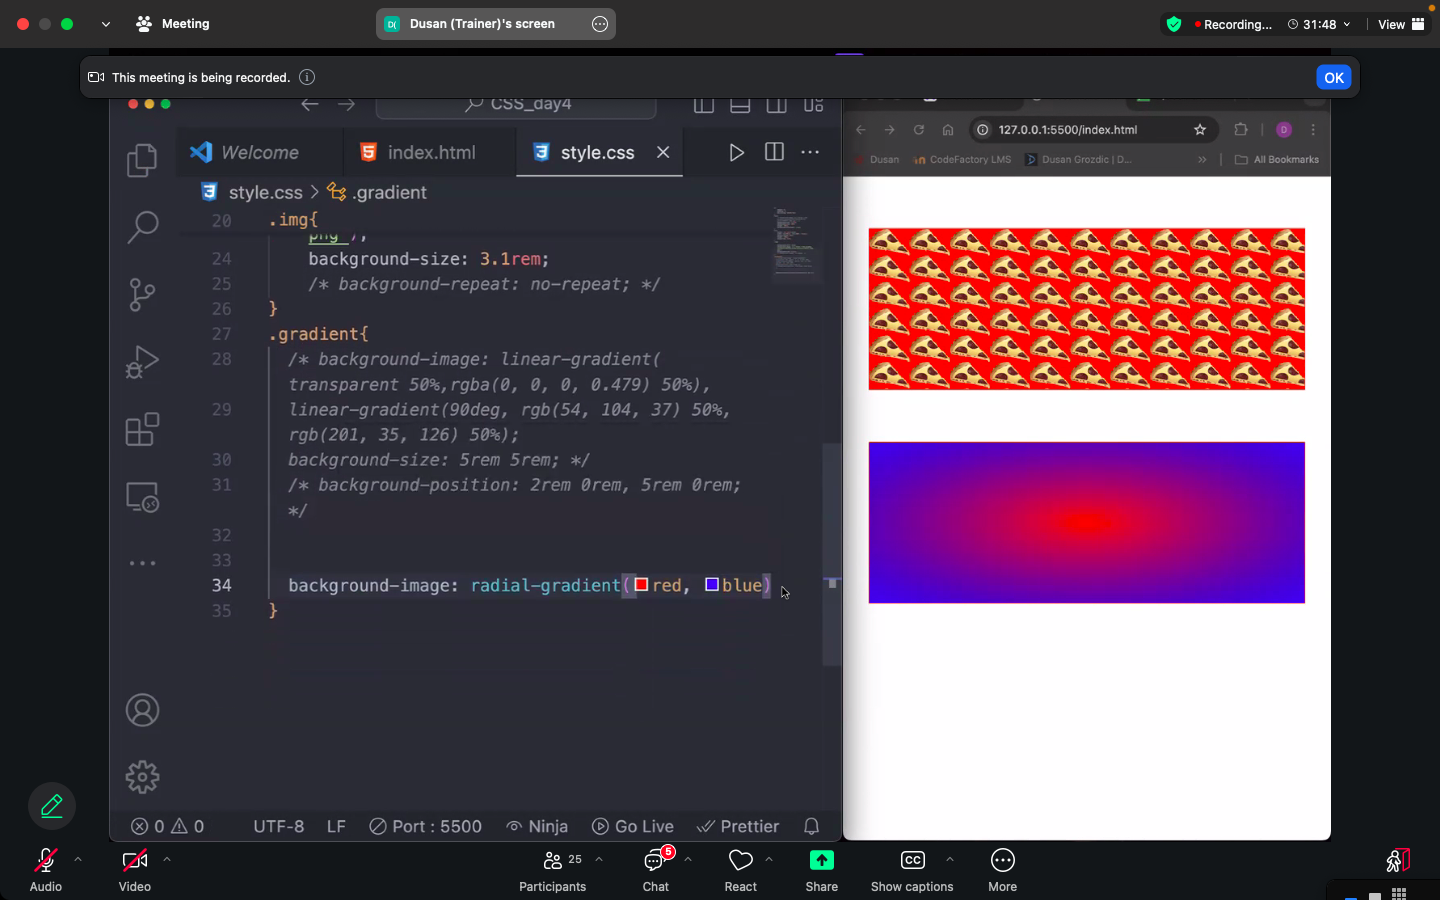 Meeting
D( Dusan (Trainer)'s screen
Recording... 31:48 View
This meeting is being recorded.
OK
CSS_day4
Welcome index.html style.css
style.css > .gradient
20 .img{
png");
24 background-size: 3.1rem;
25 /* background-repeat: no-repeat; */
26 }
27 .gradient{
28 /* background-image: linear-gradient(
transparent 50%,rgba(0, 0, 0, 0.479) 50%),
29 linear-gradient(90deg, rgb(54, 104, 37) 50%,
rgb(201, 35, 126) 50%);
30 background-size: 5rem 5rem; */
31 /* background-position: 2rem 0rem, 5rem 0rem;
*/
32
33
34 background-image: radial-gradient(red, blue)
35 }
0 0 UTF-8 LF Port : 5500 Ninja Go Live Prettier
127.0.0.1:5500/index.html
D
Dusan CodeFactory LMS Dusan Grozdic | D... » All Bookmarks
Audio Video Participants 25 Chat 5 React Share CC Show captions More